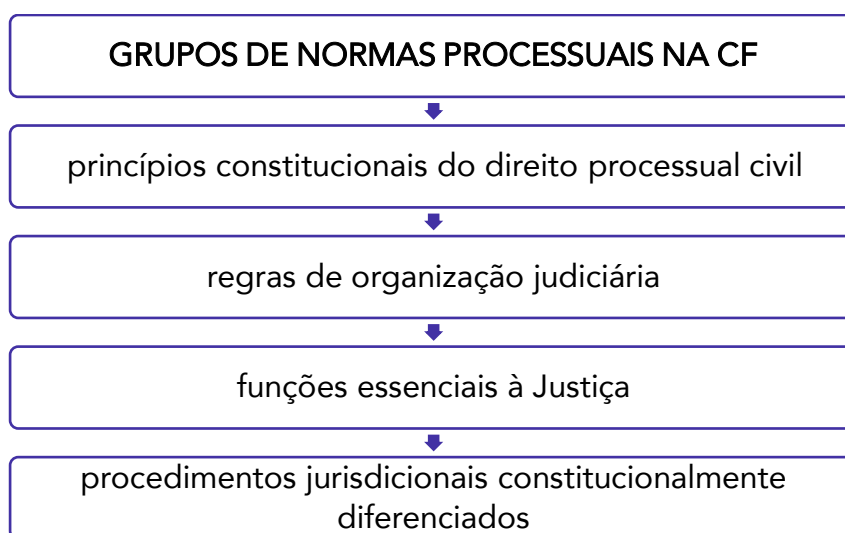 GRUPOS DE NORMAS PROCESSUAIS NA CF
princípios constitucionais do direito processual civil
regras de organização judiciária
funções essenciais à Justiça
procedimentos jurisdicionais constitucionalmente
diferenciados